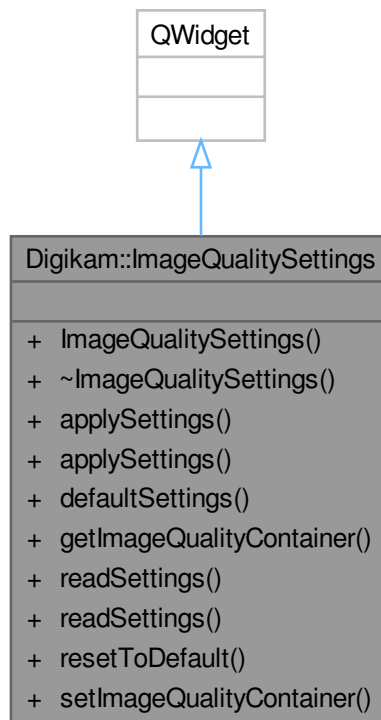 QWidget
Digikam::ImageQualitySettings
+ ImageQualitySettings()
+ ~ImageQualitySettings()
+ applySettings()
+ applySettings()
+ defaultSettings()
+ getImageQualityContainer()
+ readSettings()
+ readSettings()
+ resetToDefault()
+ setImageQualityContainer()